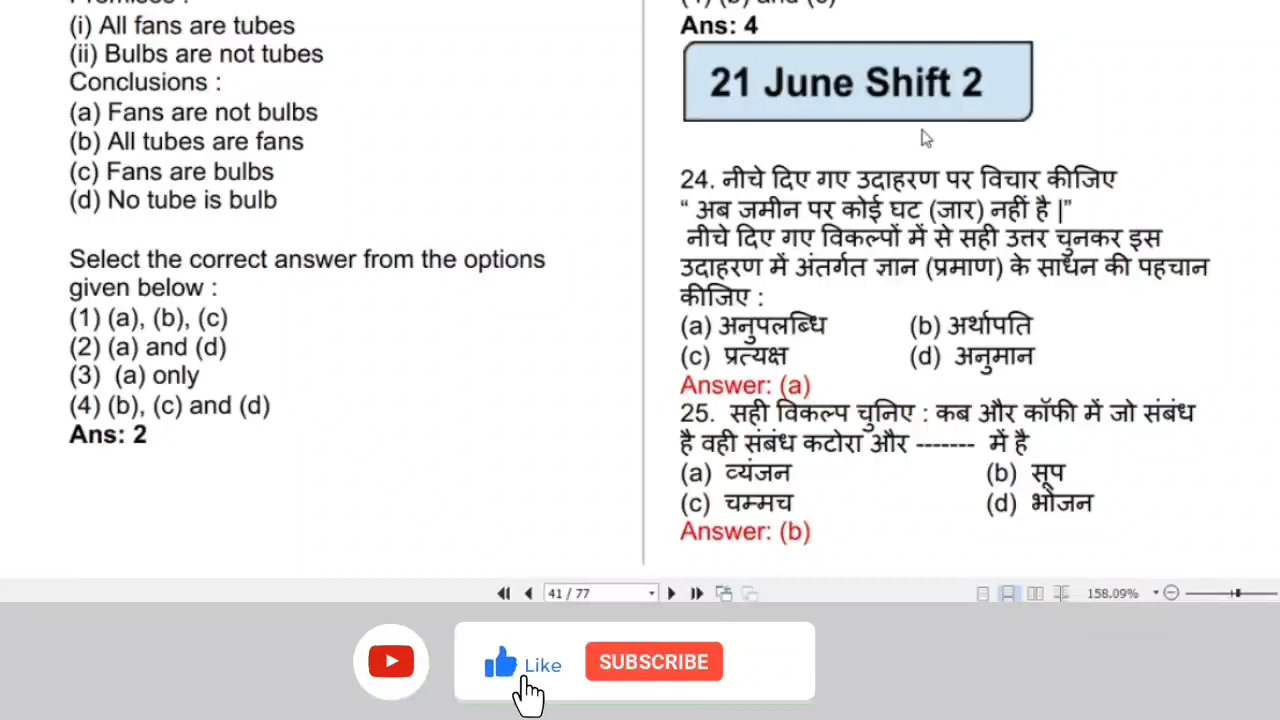 (i) All fans are tubes
(ii) Bulbs are not tubes
Conclusions :
(a) Fans are not bulbs
(b) All tubes are fans
(c) Fans are bulbs
(d) No tube is bulb
Select the correct answer from the options
given below :
(1) (a), (b), (c)
(2) (a) and (d)
(3) (a) only
(4) (b), (c) and (d)
Ans: 2
Ans: 4
21 June Shift 2
24. नीचे दिए गए उदाहरण पर विचार कीजिए
“ अब जमीन पर कोई घट (जार) नहीं है |”
नीचे दिए गए विकल्पों में से सही उत्तर चुनकर इस
उदाहरण में अंतर्गत ज्ञान (प्रमाण) के साधन की पहचान
कीजिए :
(a) अनुपलब्धि (b) अर्थापति
(c) प्रत्यक्ष (d) अनुमान
Answer: (a)
25. सही विकल्प चुनिए : कब और कॉफी में जो संबंध
है वही संबंध कटोरा और ------- में है
(a) व्यंजन (b) सूप
(c) चम्मच (d) भोजन
Answer: (b)
41 / 77
158.09%
Like
SUBSCRIBE